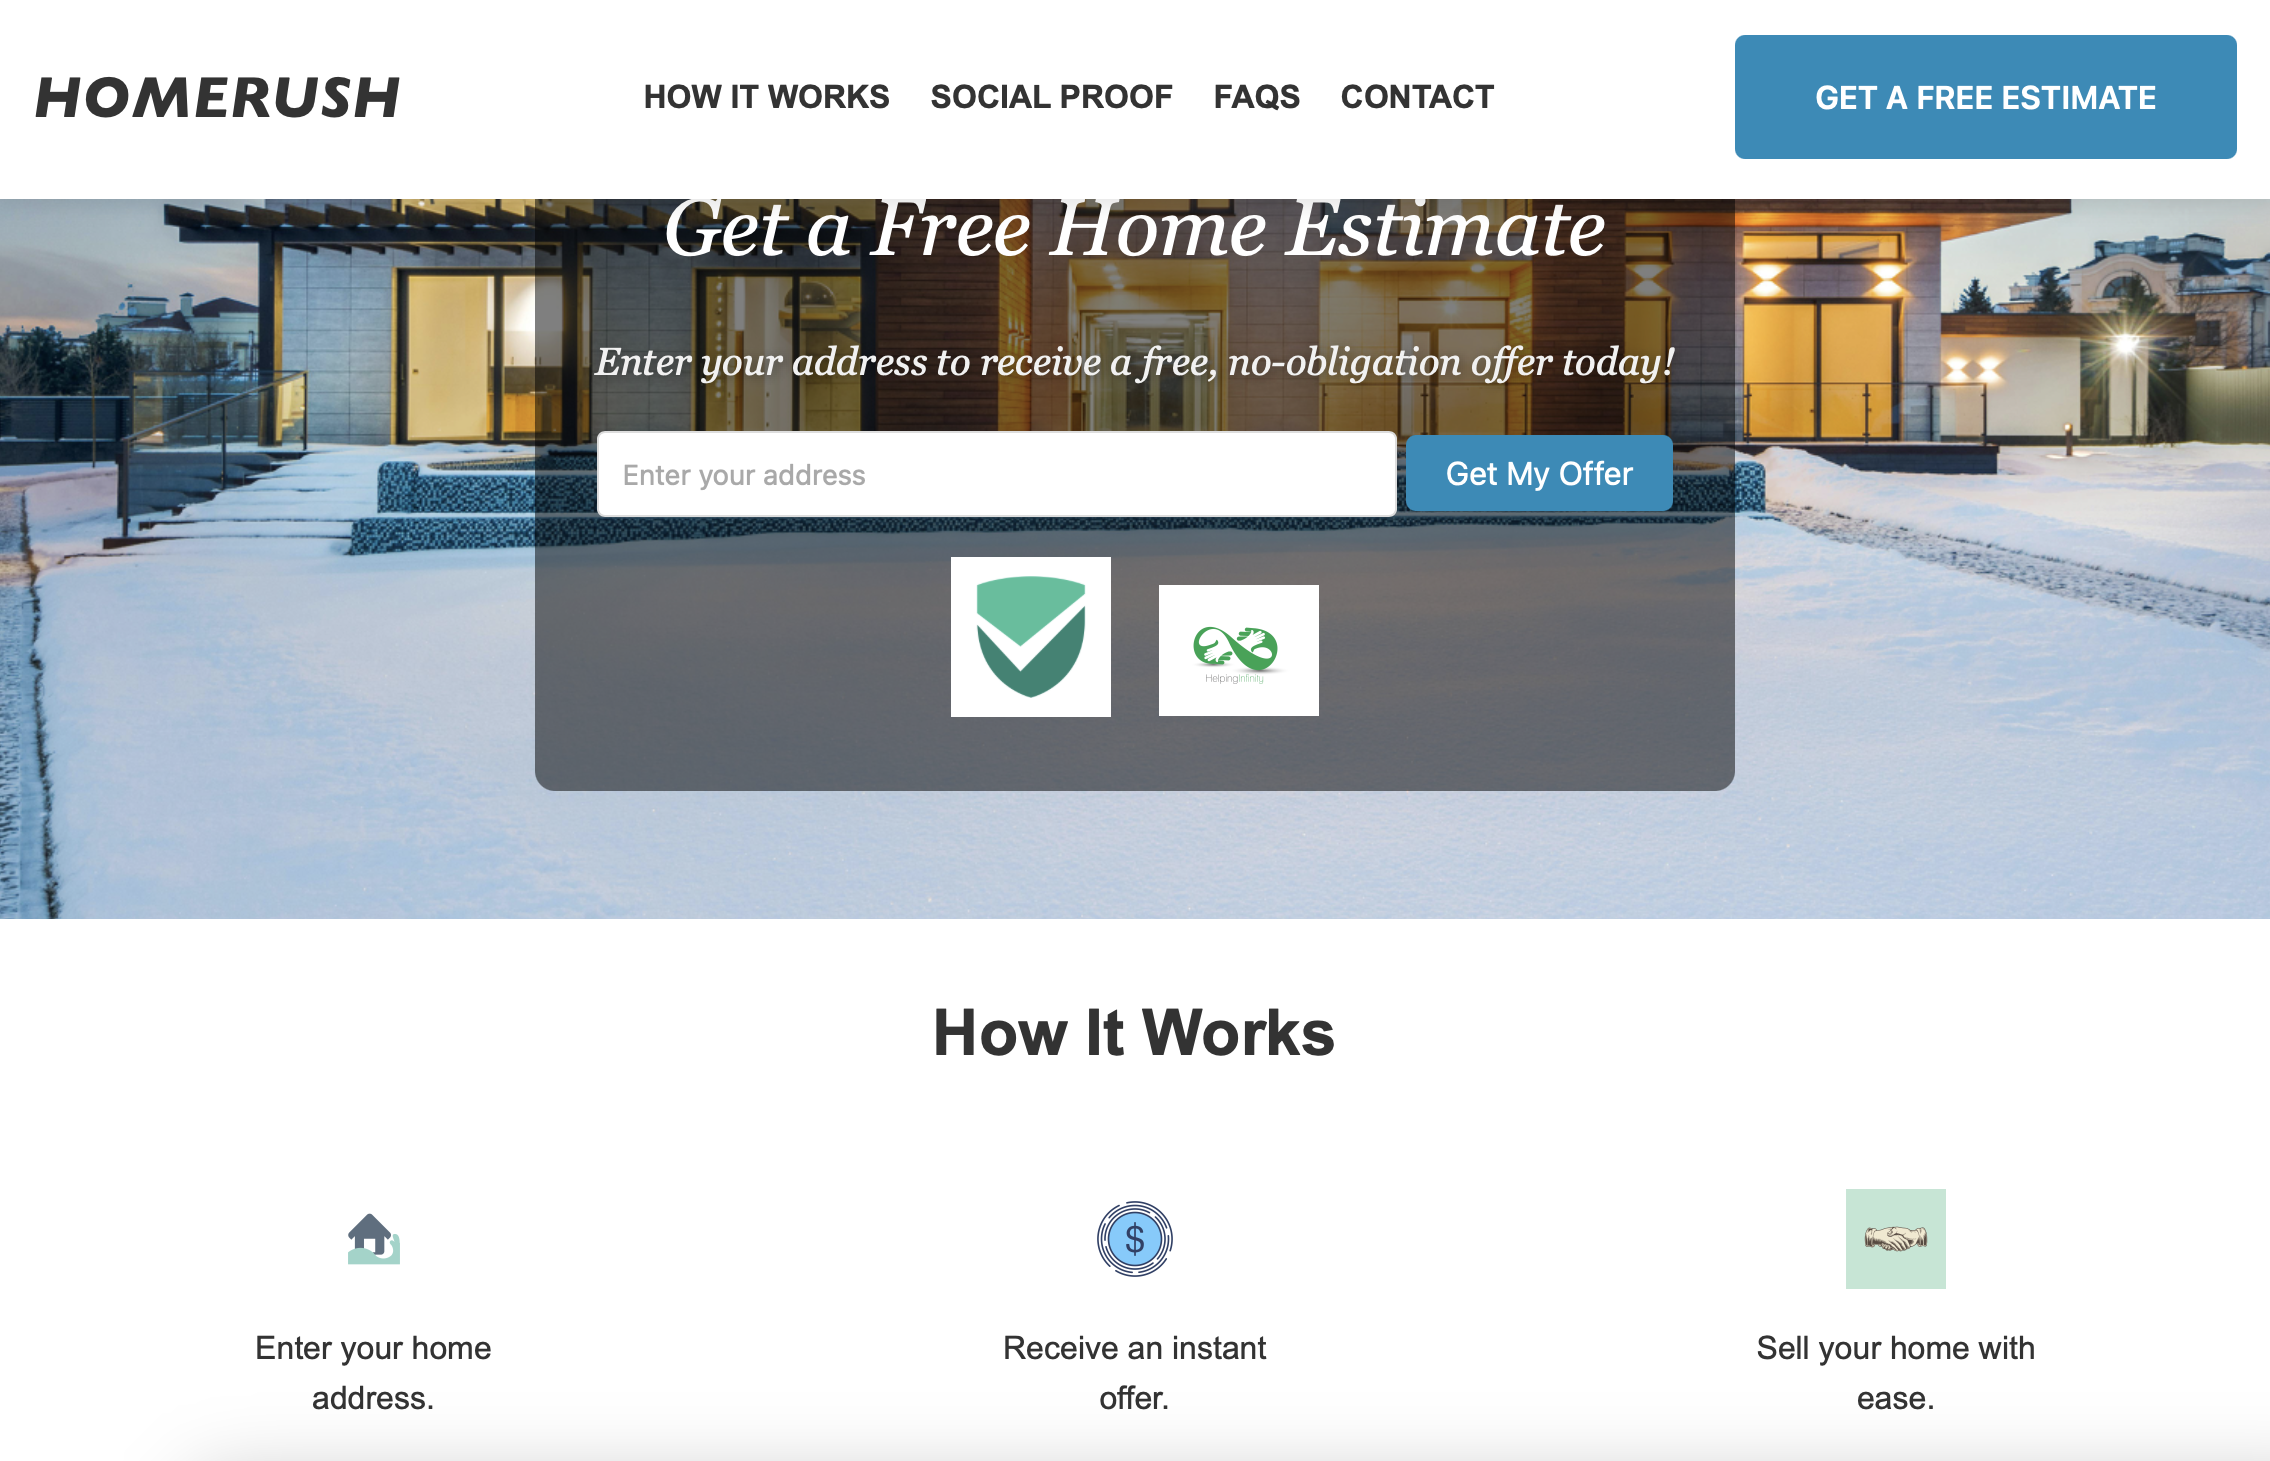 HOMERUSH
HOW IT WORKS SOCIAL PROOF FAQS CONTACT
GET A FREE ESTIMATE
Get a Free Home Estimate
Enter your address to receive a free, no-obligation offer today!
Enter your address
Get My Offer
HelpingInfinity
How It Works
$
Enter your home
address.
Receive an instant
offer.
Sell your home with
ease.